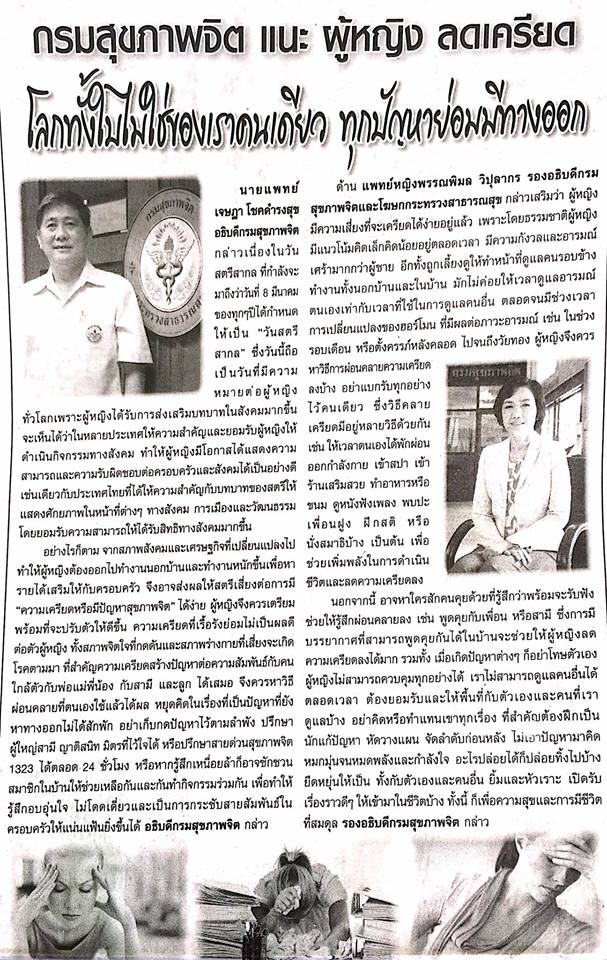 กรมสุขภาพจิต แนะ ผู้หญิง ลดเครียด
โลกทั้งใบไม่ใช่ของเราคนเดียว ทุกปัญหาย่อมมีทางออก
นายแพทย์
เจษฎา โชคดำรงสุข
อธิบดีกรมสุขภาพจิต
กล่าวเนื่องในวัน
สตรีสากล ที่กำลังจะ
มาถึงว่าวันที่ 8 มีนาคม
ของทุกๆปีได้กำหนด
ให้เป็น “วันสตรี
สากล” ซึ่งวันนี้ถือ
เป็นวันที่มีความ
หมายต่อผู้หญิง
ทั่วโลกเพราะผู้หญิงได้รับการส่งเสริมบทบาทในสังคมมากขึ้น
จะเห็นได้ว่าในหลายประเทศให้ความสำคัญและยอมรับผู้หญิงให้
ดำเนินกิจกรรมทางสังคม ทำให้ผู้หญิงมีโอกาสได้แสดงความ
สามารถและความรับผิดชอบต่อครอบครัวและสังคมได้เป็นอย่างดี
เช่นเดียวกับประเทศไทยที่ได้ให้ความสำคัญกับบทบาทของสตรีให้
แสดงศักยภาพในหน้าที่ต่างๆ ทางสังคม การเมืองและวัฒนธรรม
โดยยอมรับความสามารถให้ได้รับสิทธิทางสังคมมากขึ้น
อย่างไรก็ตาม จากสภาพสังคมและเศรษฐกิจที่เปลี่ยนแปลงไป
ทำให้ผู้หญิงต้องออกไปทำงานนอกบ้านและทำงานหนักขึ้นเพื่อหา
รายได้เสริมให้กับครอบครัว จึงอาจส่งผลให้สตรีเสี่ยงต่อการมี
“ความเครียดหรือมีปัญหาสุขภาพจิต” ได้ง่าย ผู้หญิงจึงควรเตรียม
พร้อมที่จะปรับตัวให้ดีขึ้น ความเครียดที่เรื้อรังย่อมไม่เป็นผลดี
ต่อตัวผู้หญิง ทั้งสภาพจิตใจที่กดดันและสภาพร่างกายที่เสี่ยงจะเกิด
โรคตามมา ที่สำคัญความเครียดสร้างปัญหาต่อความสัมพันธ์กับคน
ใกล้ตัวกับพ่อแม่พี่น้อง กับสามี และลูก ได้เสมอ จึงควรหาวิธี
ผ่อนคลายที่ตนเองใช้แล้วได้ผล หยุดคิดในเรื่องที่เป็นปัญหาที่ยัง
หาทางออกไม่ได้สักพัก อย่าเก็บกดปัญหาไว้ตามลำพัง ปรึกษา
ผู้ใหญ่สามี ญาติสนิท มิตรที่ไว้ใจได้ หรือปรึกษาสายด่วนสุขภาพจิต
1323 ได้ตลอด 24 ชั่วโมง หรือหากรู้สึกเหนื่อยล้าก็อาจชักชวน
สมาชิกในบ้านให้ช่วยเหลือกันและกันทำกิจกรรมร่วมกัน เพื่อทำให้
รู้สึกอบอุ่นใจ ไม่โดดเดี่ยวและเป็นการกระชับสายสัมพันธ์ใน
ครอบครัวให้แน่นแฟ้นยิ่งขึ้นได้ อธิบดีกรมสุขภาพจิต กล่าว
ด้าน แพทย์หญิงพรรณพิมล วิปุลากร รองอธิบดีกรม
สุขภาพจิตและโฆษกกระทรวงสาธารณสุข กล่าวเสริมว่า ผู้หญิง
มีความเสี่ยงที่จะเครียดได้ง่ายอยู่แล้ว เพราะโดยธรรมชาติผู้หญิง
มีแนวโน้มคิดเล็กคิดน้อยอยู่ตลอดเวลา มีความกังวลและอารมณ์
เศร้ามากกว่าผู้ชาย อีกทั้งถูกเลี้ยงดูให้ทำหน้าที่ดูแลคนรอบข้าง
ทำงานทั้งนอกบ้านและในบ้าน มักไม่ค่อยให้เวลาดูแลอารมณ์
ตนเองเท่ากับเวลาที่ใช้ในการดูแลคนอื่น ตลอดจนมีช่วงเวลา
การเปลี่ยนแปลงของฮอร์โมน ที่มีผลต่อภาวะอารมณ์ เช่น ในช่วง
รอบเดือน หรือตั้งครรภ์หลังคลอด ไปจนถึงวัยทอง ผู้หญิงจึงควร
หาวิธีการผ่อนคลายความเครียด
ลงบ้าง อย่าแบกรับทุกอย่าง
ไว้คนเดียว ซึ่งวิธีคลาย
เครียดมีอยู่หลายวิธีด้วยกัน
เช่น ให้เวลาตนเองได้พักผ่อน
ออกกำลังกาย เข้าสปา เข้า
ร้านเสริมสวย ทำอาหารหรือ
ขนม ดูหนังฟังเพลง พบปะ
เพื่อนฝูง ฝึกสติ หรือ
นั่งสมาธิบ้าง เป็นต้น เพื่อ
ช่วยเพิ่มพลังในการดำเนิน
ชีวิตและลดความเครียดลง
นอกจากนี้ อาจหาใครสักคนคุยด้วยที่รู้สึกว่าพร้อมจะรับฟัง
ช่วยให้รู้สึกผ่อนคลายลง เช่น พูดคุยกับเพื่อน หรือสามี ซึ่งการมี
บรรยากาศที่สามารถพูดคุยกันได้ในบ้านจะช่วยให้ผู้หญิงลด
ความเครียดลงได้มาก รวมทั้ง เมื่อเกิดปัญหาต่างๆ ก็อย่าโทษตัวเอง
ผู้หญิงไม่สามารถควบคุมทุกอย่างได้ เราไม่สามารถดูแลคนอื่นได้
ตลอดเวลา ต้องยอมรับและให้พื้นที่กับตัวเองและคนที่เรา
ดูแลบ้าง อย่าคิดหรือทำแทนเขาทุกเรื่อง ที่สำคัญต้องฝึกเป็น
นักแก้ปัญหา หัดวางแผน จัดลำดับก่อนหลัง ไม่เอาปัญหามาคิด
หมกมุ่นจนหมดพลังและกำลังใจ อะไรปล่อยได้ก็ปล่อยทิ้งไปบ้าง
ยืดหยุ่นให้เป็น ทั้งกับตัวเองและคนอื่น ยิ้มและหัวเราะ เปิดรับ
เรื่องราวดีๆ ให้เข้ามาในชีวิตบ้าง ทั้งนี้ ก็เพื่อความสุขและการมีชีวิต
ที่สมดุล รองอธิบดีกรมสุขภาพจิต กล่าว
กรมสุขภาพจิต
กระทรวงสาธารณสุข
กรมสุขภาพจิต